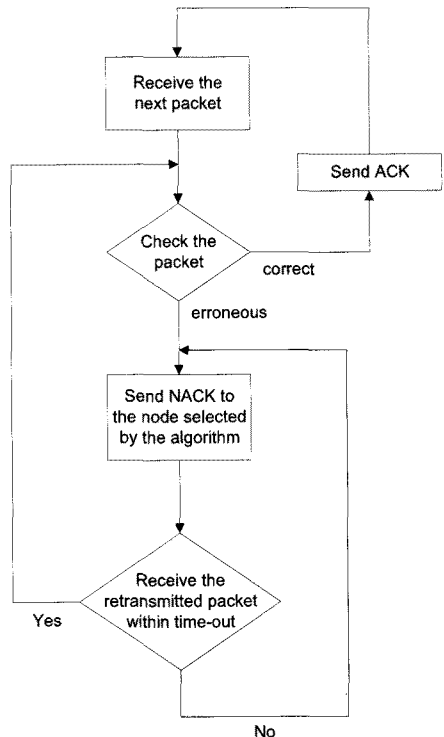 Receive the
next packet
Send ACK
Check the
packet
correct
erroneous
Send NACK to
the node selected
by the algorithm
Receive the
retransmitted packet
within time-out
Yes
No